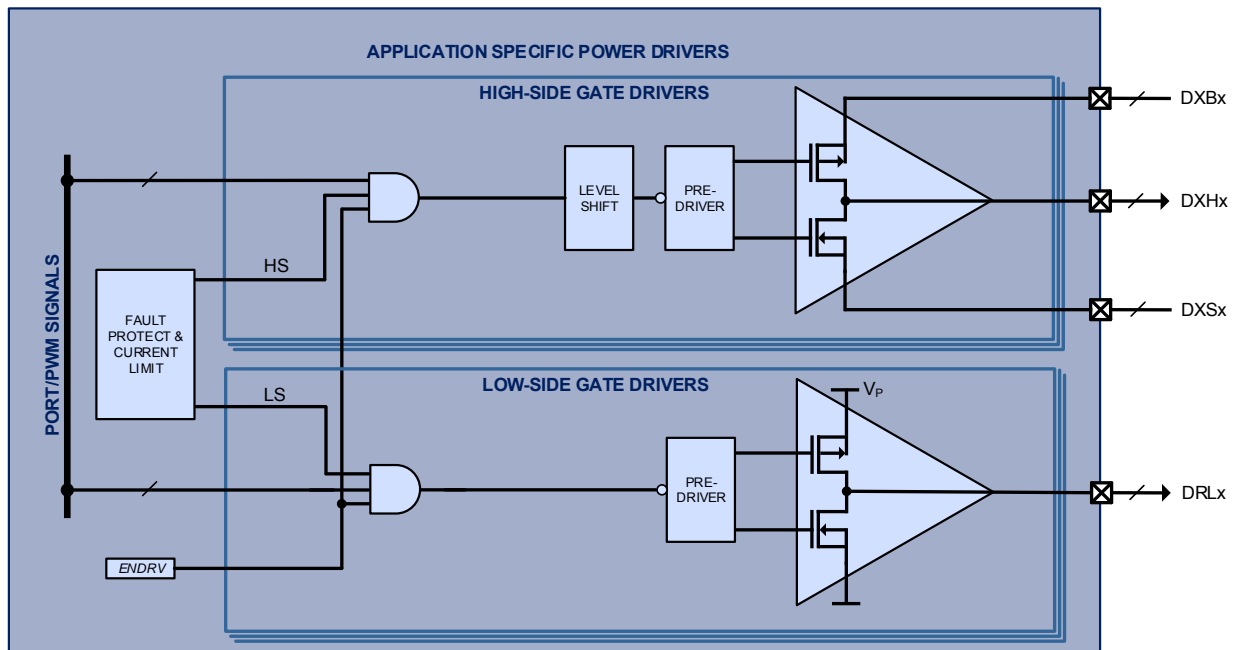 APPLICATION SPECIFIC POWER DRIVERS
HIGH-SIDE GATE DRIVERS
DXBx
LEVEL
SHIFT
PRE-
DRIVER
DXHx
HS
DXSx
PORT/PWM SIGNALS
FAULT
PROTECT &
CURRENT
LIMIT
LOW-SIDE GATE DRIVERS
LS
VP
PRE-
DRIVER
DRLx
ENDRV